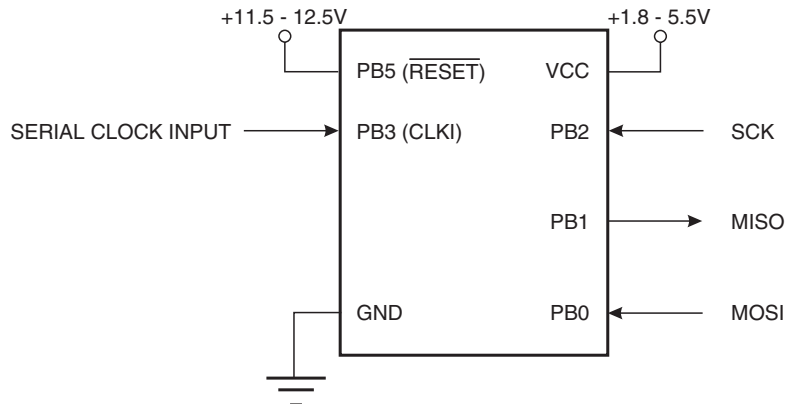 +11.5 - 12.5V
+1.8 - 5.5V
PB5 (RESET)
VCC
SERIAL CLOCK INPUT
PB3 (CLKI)
PB2
SCK
PB1
MISO
GND
PB0
MOSI